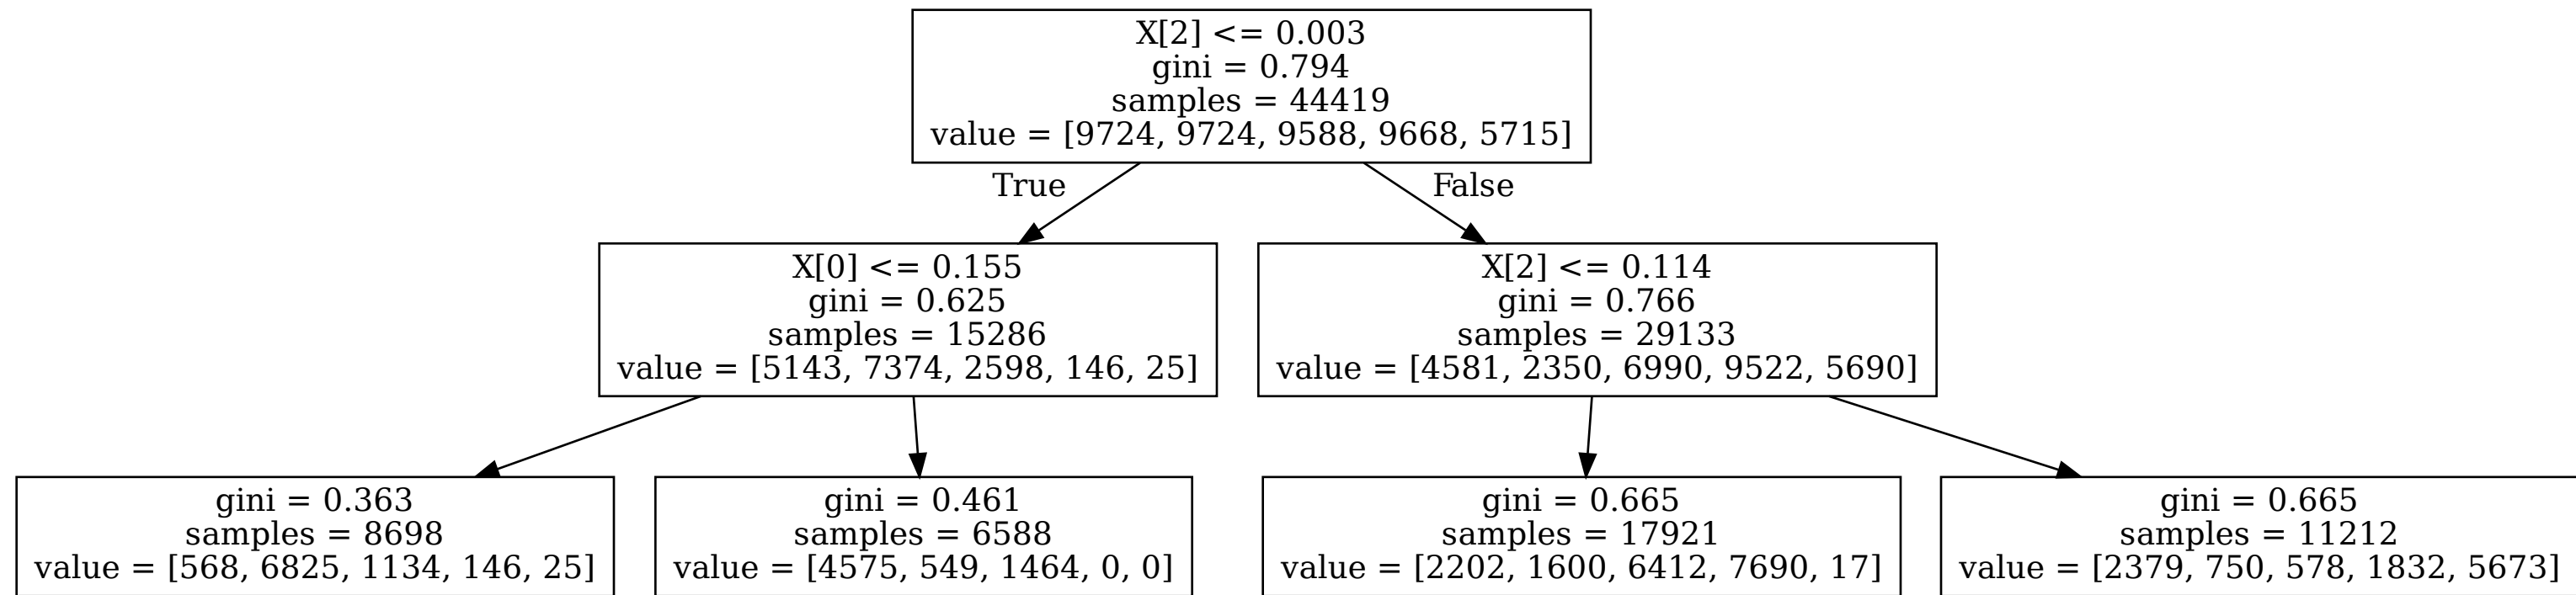 X[2] <= 0.003
gini = 0.794
samples = 44419
value = [9724, 9724, 9588, 9668, 5715]
True
False
X[0] <= 0.155
gini = 0.625
samples = 15286
value = [5143, 7374, 2598, 146, 25]
X[2] <= 0.114
gini = 0.766
samples = 29133
value = [4581, 2350, 6990, 9522, 5690]
gini = 0.363
samples = 8698
value = [568, 6825, 1134, 146, 25]
gini = 0.461
samples = 6588
value = [4575, 549, 1464, 0, 0]
gini = 0.665
samples = 17921
value = [2202, 1600, 6412, 7690, 17]
gini = 0.665
samples = 11212
value = [2379, 750, 578, 1832, 5673]